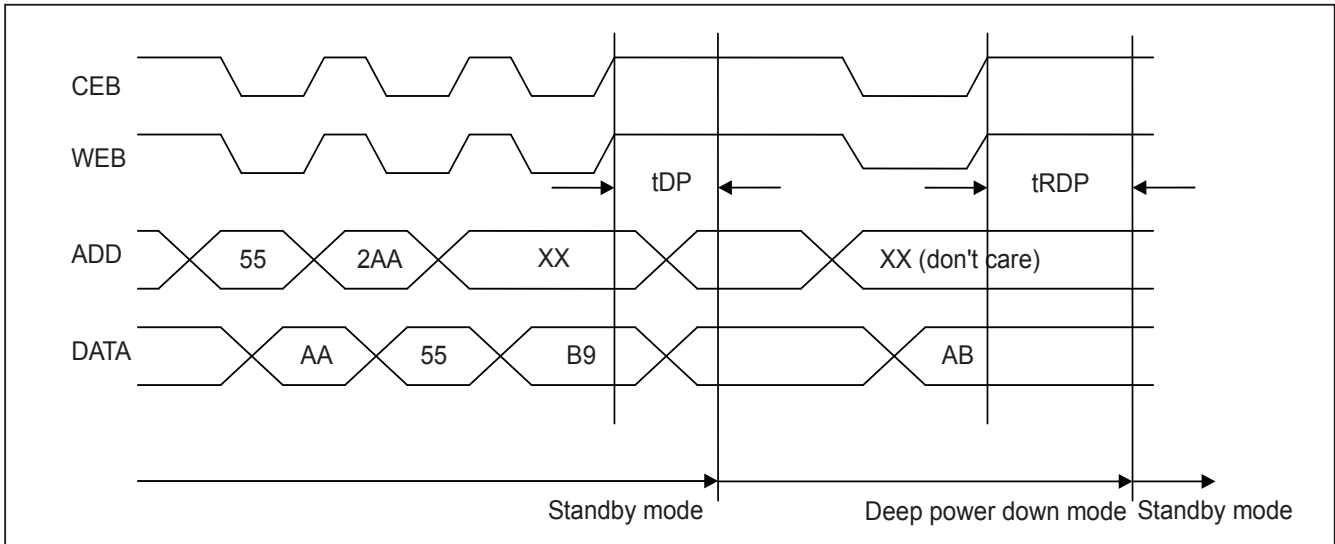 CEB
WEB
tDP
tRDP
ADD
55
2AA
XX
XX (don't care)
DATA
AA
55
B9
AB
Standby mode
Deep power down mode
Standby mode